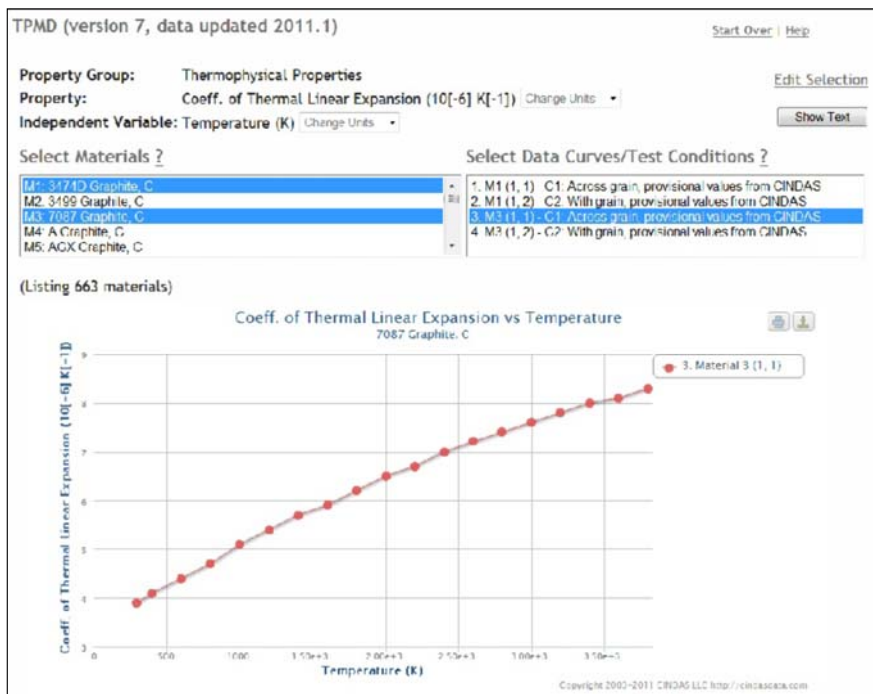 TPMD (version 7, data updated 2011.1)
Start Over | Help
Property Group: Thermophysical Properties
Edit Selection
Property: Coeff. of Thermal Linear Expansion (10[-6] K[-1]) Change Units
Independent Variable: Temperature (K) Change Units
Show Text
Select Materials ?
M1: 3474D Graphite, C
M2: 3499 Graphite, C
M3: 7087 Graphite, C
M4: A Graphite, C
M5: AGX Graphite, C
Select Data Curves/Test Conditions ?
1. M1 (1, 1) C1: Across grain, provisional values from CINDAS
2. M1 (1, 2) C2: With grain, provisional values from CINDAS
3. M3 (1, 1) - C1: Across grain, provisional values from CINDAS
4. M3 (1, 2) - C2: With grain, provisional values from CINDAS
(Listing 663 materials)
Coeff. of Thermal Linear Expansion vs Temperature
7087 Graphite, C
3. Material 3 (1, 1)
Coeff. of Thermal Linear Expansion (10[-6] K[-1])
9
8
7
6
5
4
3
0 500 1000 1.50e+3 2.00e+3 2.50e+3 3.00e+3 3.50e+3
Temperature (K)
Copyright 2003-2011 CINDAS LLC http://cindasdata.com